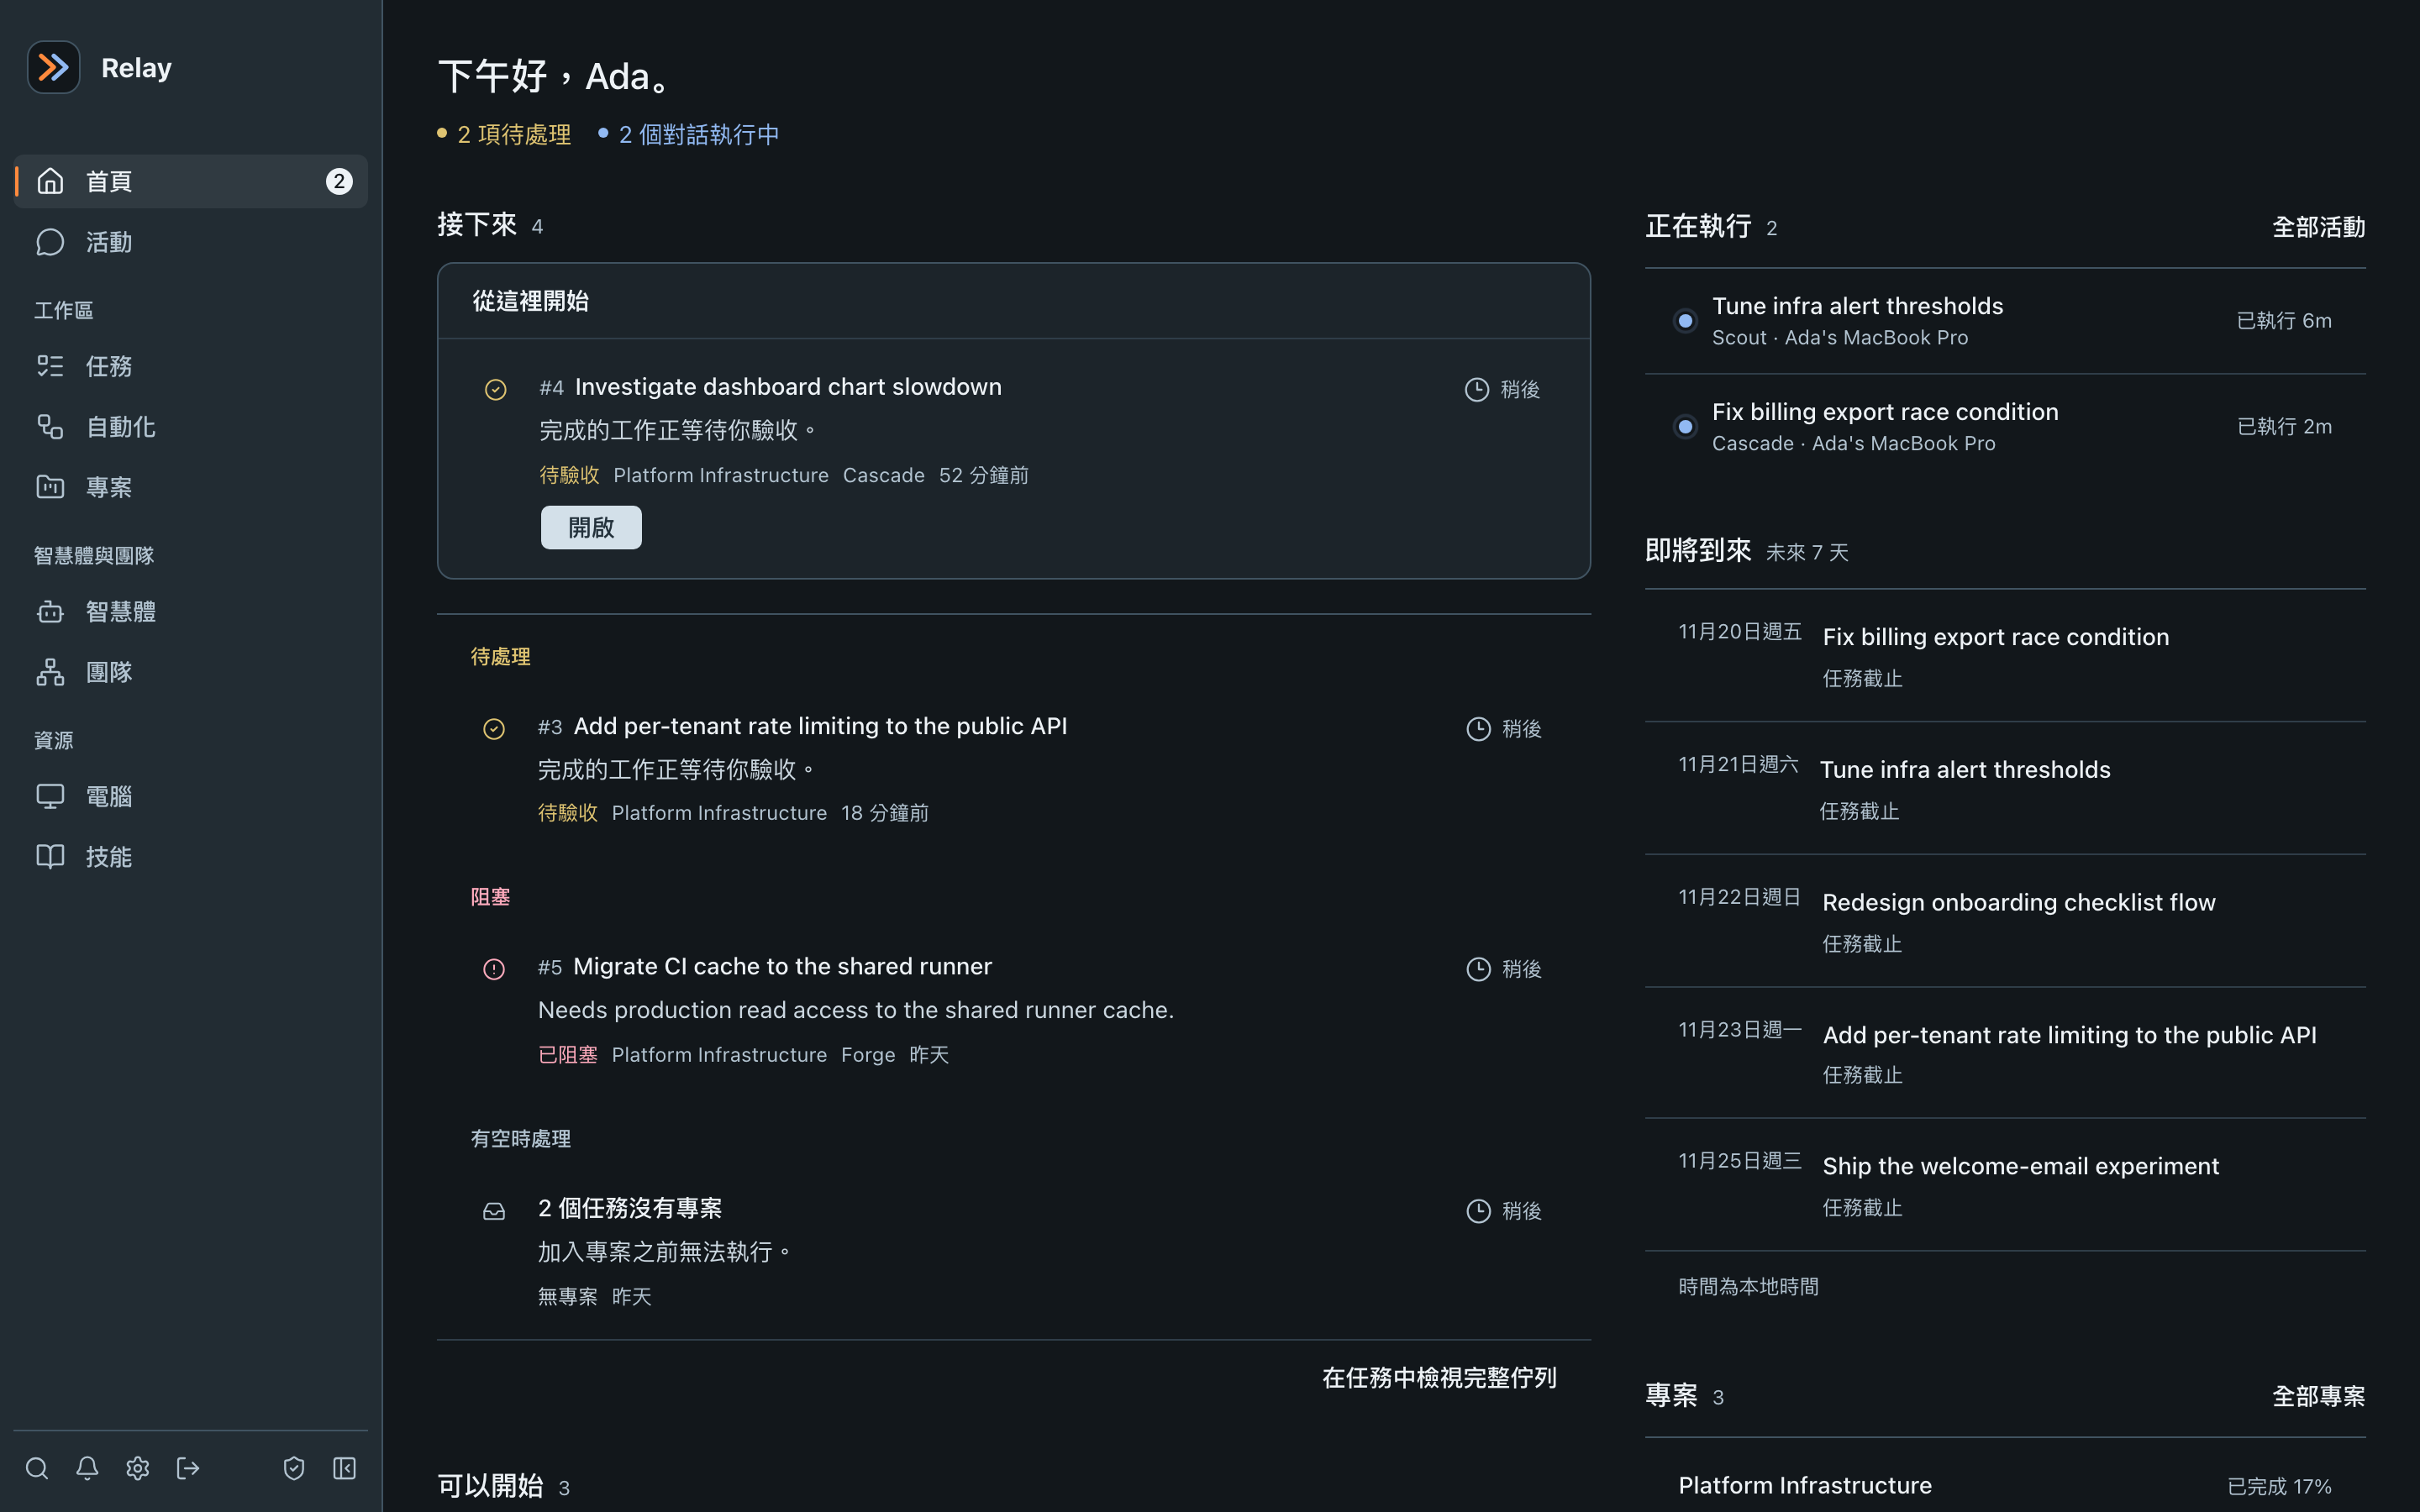 Relay
首頁 2
活動
工作區
任務
自動化
專案
智慧體與團隊
智慧體
團隊
資源
電腦
技能
下午好，Ada。
2 項待處理 2 個對話執行中
接下來 4
從這裡開始
#4 Investigate dashboard chart slowdown 稍後
完成的工作正等待你驗收。
待驗收 Platform Infrastructure Cascade 52 分鐘前
開啟
待處理
#3 Add per-tenant rate limiting to the public API 稍後
完成的工作正等待你驗收。
待驗收 Platform Infrastructure 18 分鐘前
阻塞
#5 Migrate CI cache to the shared runner 稍後
Needs production read access to the shared runner cache.
已阻塞 Platform Infrastructure Forge 昨天
有空時處理
2 個任務沒有專案 稍後
加入專案之前無法執行。
無專案 昨天
在任務中檢視完整佇列
可以開始 3
正在執行 2 全部活動
Tune infra alert thresholds
Scout · Ada's MacBook Pro 已執行 6m
Fix billing export race condition
Cascade · Ada's MacBook Pro 已執行 2m
即將到來 未來 7 天
11月20日週五 Fix billing export race condition
任務截止
11月21日週六 Tune infra alert thresholds
任務截止
11月22日週日 Redesign onboarding checklist flow
任務截止
11月23日週一 Add per-tenant rate limiting to the public API
任務截止
11月25日週三 Ship the welcome-email experiment
任務截止
時間為本地時間
專案 3 全部專案
Platform Infrastructure 已完成 17%